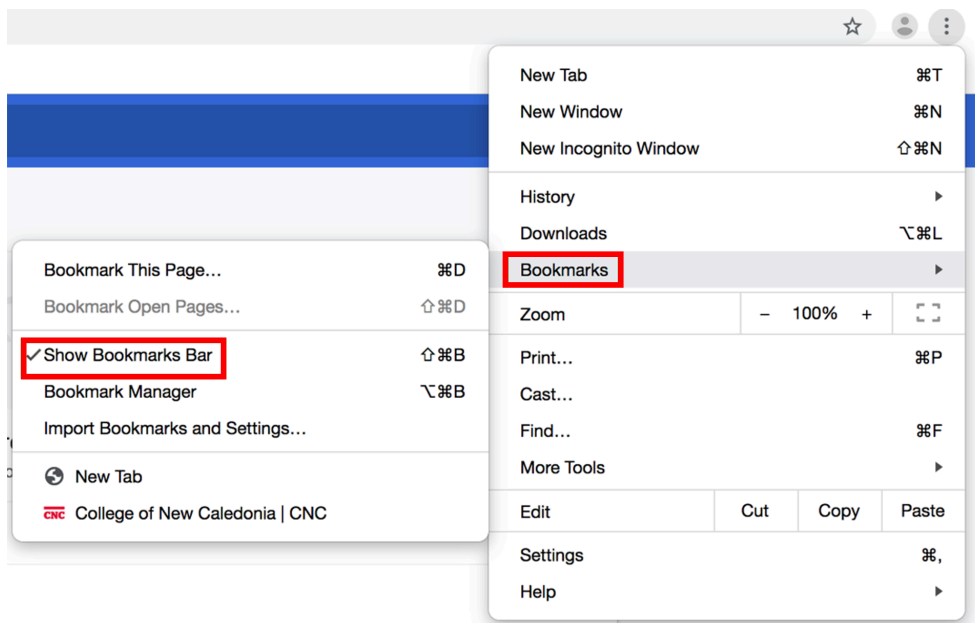 New Tab ⌘T
New Window ⌘N
New Incognito Window ⇧⌘N
History
Downloads ⌥⌘L
Bookmarks
Zoom − 100% +
Print… ⌘P
Cast…
Find… ⌘F
More Tools
Edit Cut Copy Paste
Settings ⌘,
Help
Bookmark This Page… ⌘D
Bookmark Open Pages… ⇧⌘D
✓Show Bookmarks Bar ⇧⌘B
Bookmark Manager ⌥⌘B
Import Bookmarks and Settings…
New Tab
CNC College of New Caledonia | CNC